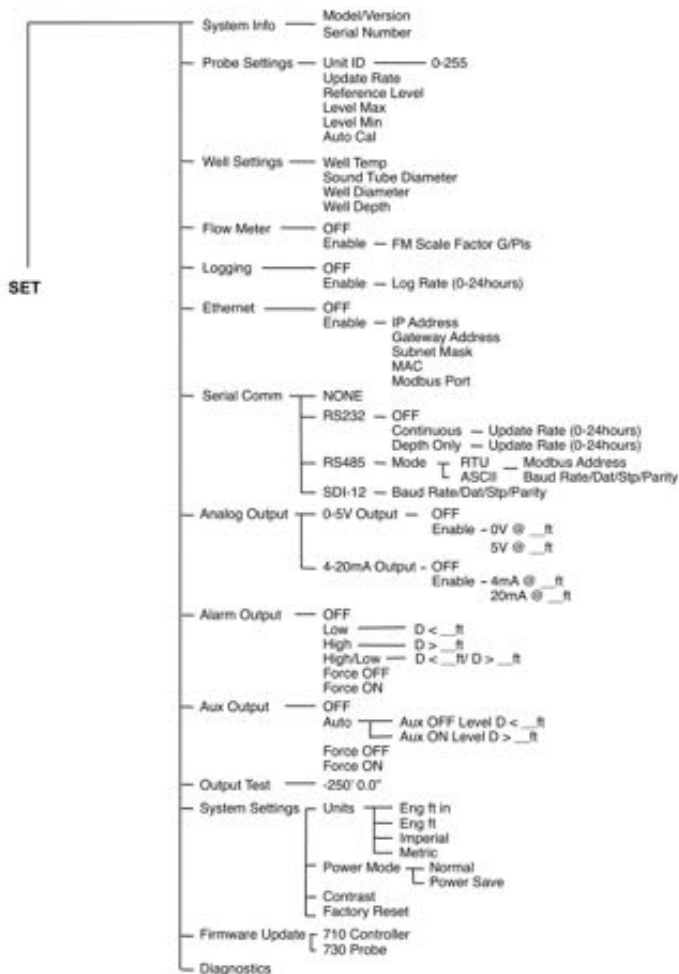 SET
System Info
Model/Version
Serial Number
Probe Settings
Unit ID
0-255
Update Rate
Reference Level
Level Max
Level Min
Auto Cal
Well Settings
Well Temp
Sound Tube Diameter
Well Diameter
Well Depth
Flow Meter
OFF
Enable
FM Scale Factor G/Pls
Logging
OFF
Enable
Log Rate (0-24hours)
Ethernet
OFF
Enable
IP Address
Gateway Address
Subnet Mask
MAC
Modbus Port
Serial Comm
NONE
RS232
OFF
Continuous
Update Rate (0-24hours)
Depth Only
Update Rate (0-24hours)
RS485
Mode
RTU
ASCII
Modbus Address
Baud Rate/Dat/Stp/Parity
SDI-12
Baud Rate/Dat/Stp/Parity
Analog Output
0-5V Output
OFF
Enable
0V @ __ft
5V @ __ft
4-20mA Output
OFF
Enable
4mA @ __ft
20mA @ __ft
Alarm Output
OFF
Low
D < __ft
High
D > __ft
High/Low
D < __ft/ D > __ft
Force OFF
Force ON
Aux Output
OFF
Auto
Aux OFF Level D < __ft
Aux ON Level D > __ft
Force OFF
Force ON
Output Test
-250' 0.0"
System Settings
Units
Eng ft in
Eng ft
Imperial
Metric
Power Mode
Normal
Power Save
Contrast
Factory Reset
Firmware Update
710 Controller
730 Probe
Diagnostics